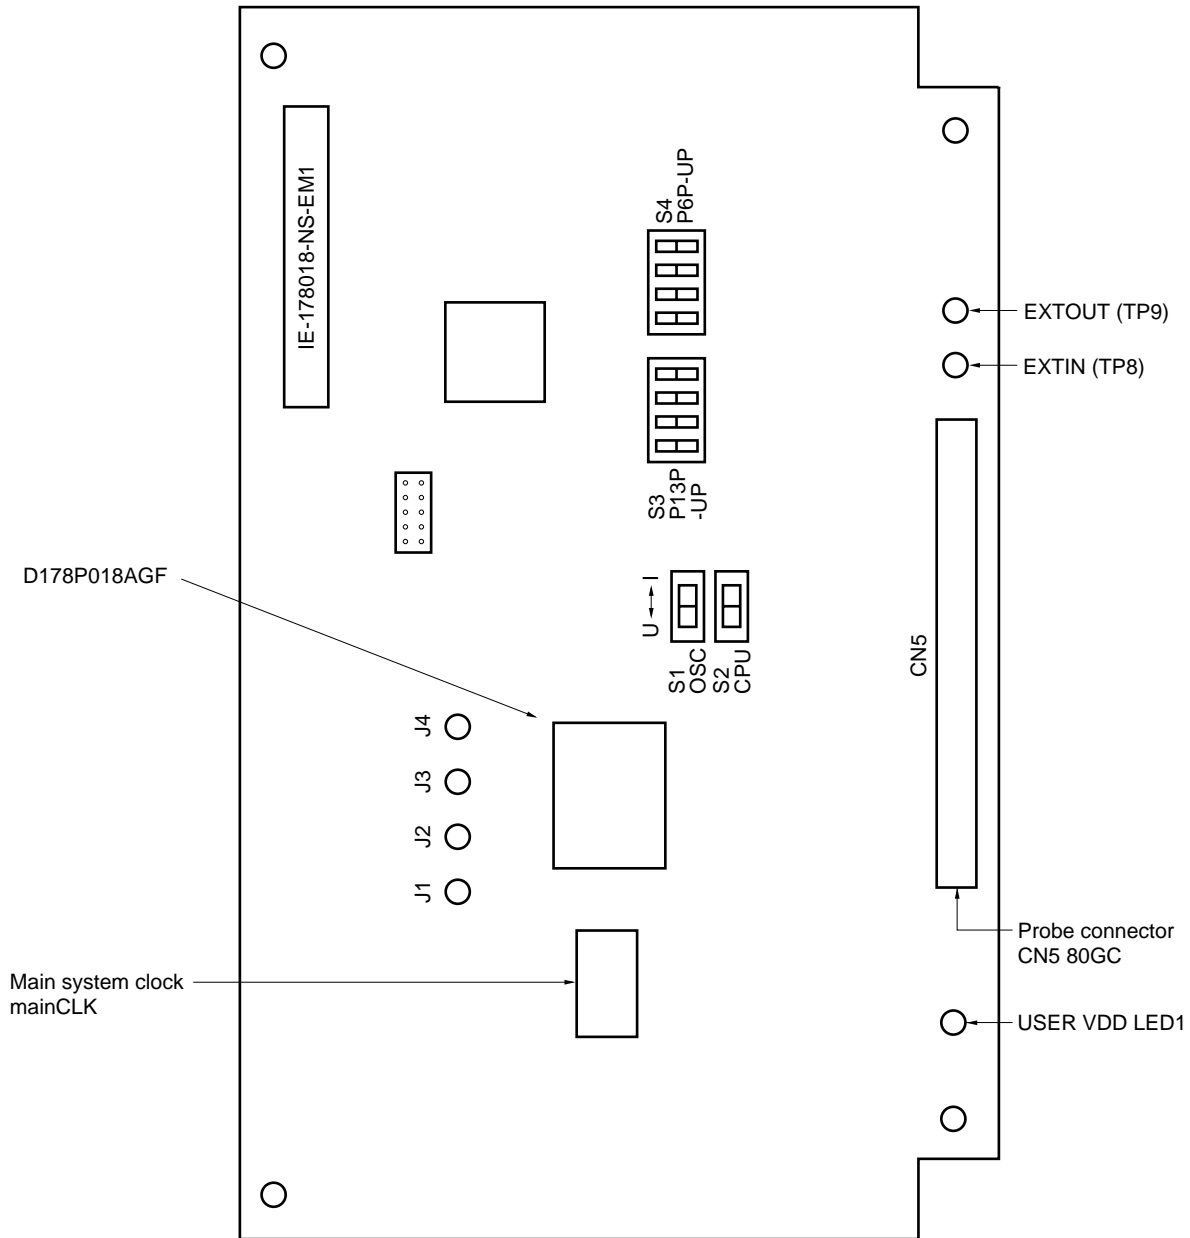 IE-178018-NS-EM1
S4
P6P-UP
EXTOUT (TP9)
EXTIN (TP8)
S3
P13P
-UP
D178P018AGF
U I
S1
OSC
S2
CPU
CN5
J4
J3
J2
J1
Probe connector
CN5 80GC
Main system clock
mainCLK
USER VDD LED1